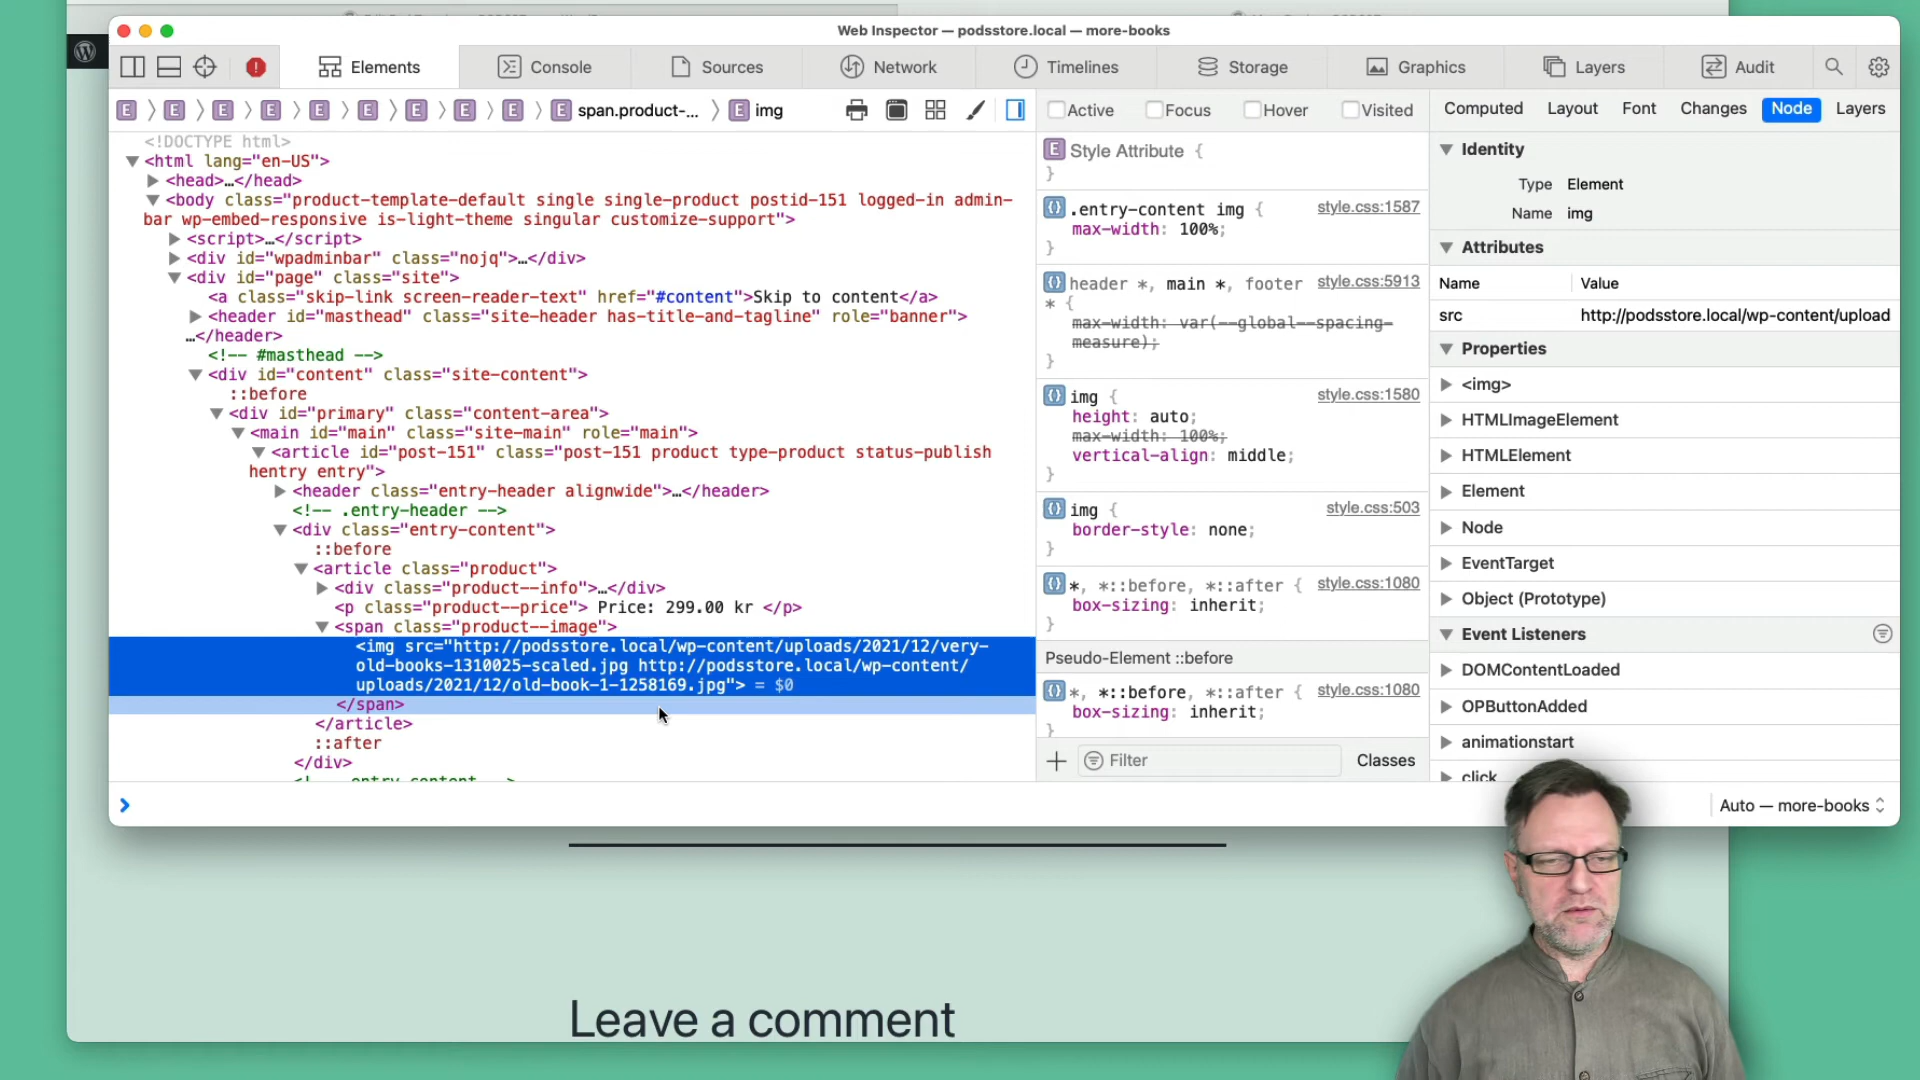 Web Inspector — podsstore.local — more-books
Elements
Console
Sources
Network
Timelines
Storage
Graphics
Layers
Audit
E E E E E E E E E E span.product-... E img
Active Focus Hover Visited
Computed Layout Font Changes Node Layers
<!DOCTYPE html>
<html lang="en-US">
<head>…</head>
<body class="product-template-default single single-product postid-151 logged-in admin-
bar wp-embed-responsive is-light-theme singular customize-support">
<script>…</script>
<div id="wpadminbar" class="nojq">…</div>
<div id="page" class="site">
<a class="skip-link screen-reader-text" href="#content">Skip to content</a>
<header id="masthead" class="site-header has-title-and-tagline" role="banner">
…</header>
<!-- #masthead -->
<div id="content" class="site-content">
::before
<div id="primary" class="content-area">
<main id="main" class="site-main" role="main">
<article id="post-151" class="post-151 product type-product status-publish
hentry entry">
<header class="entry-header alignwide">…</header>
<!-- .entry-header -->
<div class="entry-content">
::before
<article class="product">
<div class="product--info">…</div>
<p class="product--price"> Price: 299.00 kr </p>
<span class="product--image">
<img src="http://podsstore.local/wp-content/uploads/2021/12/very-
old-books-1310025-scaled.jpg http://podsstore.local/wp-content/
uploads/2021/12/old-book-1-1258169.jpg"> = $0
</span>
</article>
::after
</div>
E Style Attribute {
}
.entry-content img { style.css:1587
max-width: 100%;
}
header *, main *, footer style.css:5913
* {
max-width: var(--global--spacing-
measure);
}
img { style.css:1580
height: auto;
max-width: 100%;
vertical-align: middle;
}
img { style.css:503
border-style: none;
}
*, *::before, *::after { style.css:1080
box-sizing: inherit;
}
Pseudo-Element ::before
*, *::before, *::after { style.css:1080
box-sizing: inherit;
}
Filter
Classes
Identity
Type Element
Name img
Attributes
Name Value
src http://podsstore.local/wp-content/upload
Properties
<img>
HTMLImageElement
HTMLElement
Element
Node
EventTarget
Object (Prototype)
Event Listeners
DOMContentLoaded
OPButtonAdded
animationstart
click
Auto — more-books
Leave a comment